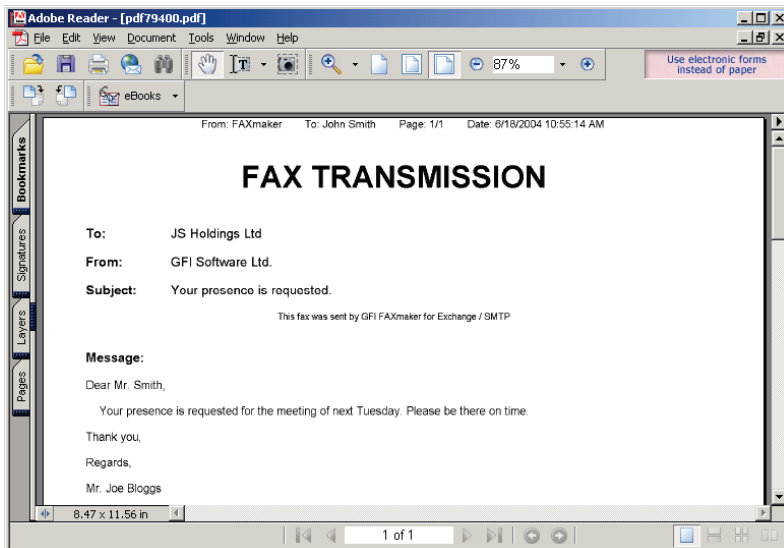 Adobe Reader - [pdf79400.pdf]
File Edit View Document Tools Window Help
87%
Use electronic forms
instead of paper
eBooks
From: FAXmaker To: John Smith Page: 1/1 Date: 6/18/2004 10:55:14 AM
FAX TRANSMISSION
To: JS Holdings Ltd
From: GFI Software Ltd.
Subject: Your presence is requested.
This fax was sent by GFI FAXmaker for Exchange / SMTP
Message:
Dear Mr. Smith,
Your presence is requested for the meeting of next Tuesday. Please be there on time.
Thank you,
Regards,
Mr. Joe Bloggs
Bookmarks
Signatures
Layers
Pages
8.47 x 11.56 in
1 of 1